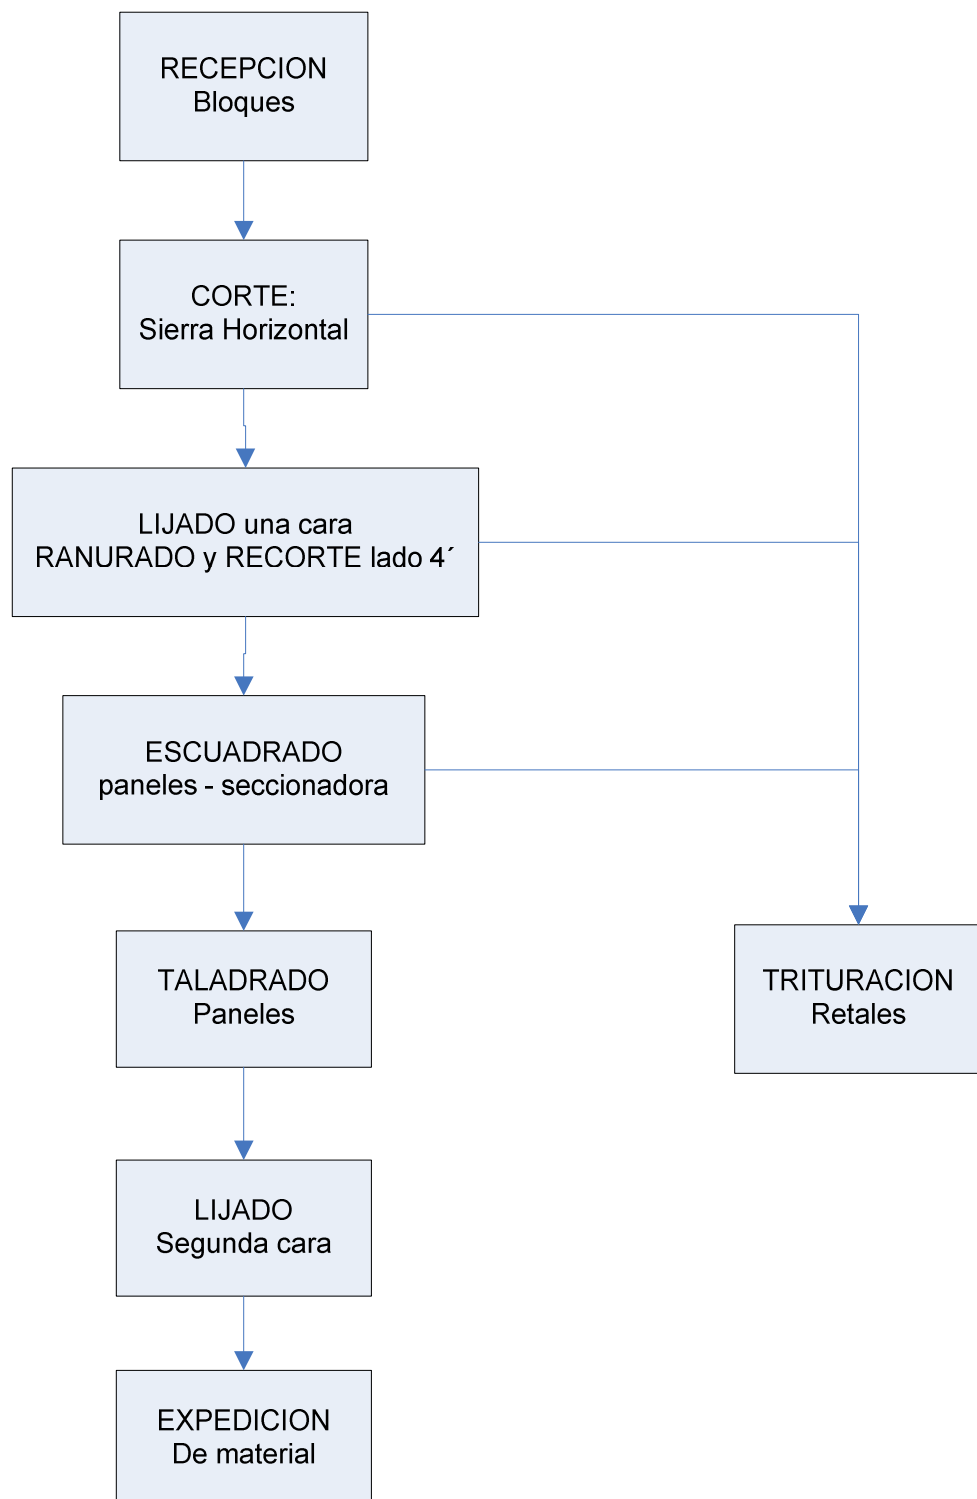 RECEPCION
Bloques
CORTE:
Sierra Horizontal
LIJADO una cara
RANURADO y RECORTE lado 4´
ESCUADRADO
paneles - seccionadora
TALADRADO
Paneles
TRITURACION
Retales
LIJADO
Segunda cara
EXPEDICION
De material